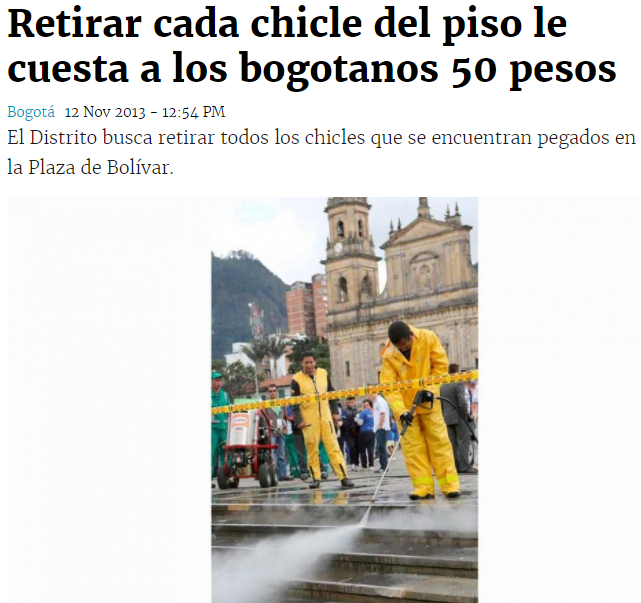 Retirar cada chicle del piso le
cuesta a los bogotanos 50 pesos
Bogotá 12 Nov 2013 - 12:54 PM
El Distrito busca retirar todos los chicles que se encuentran pegados en
la Plaza de Bolívar.